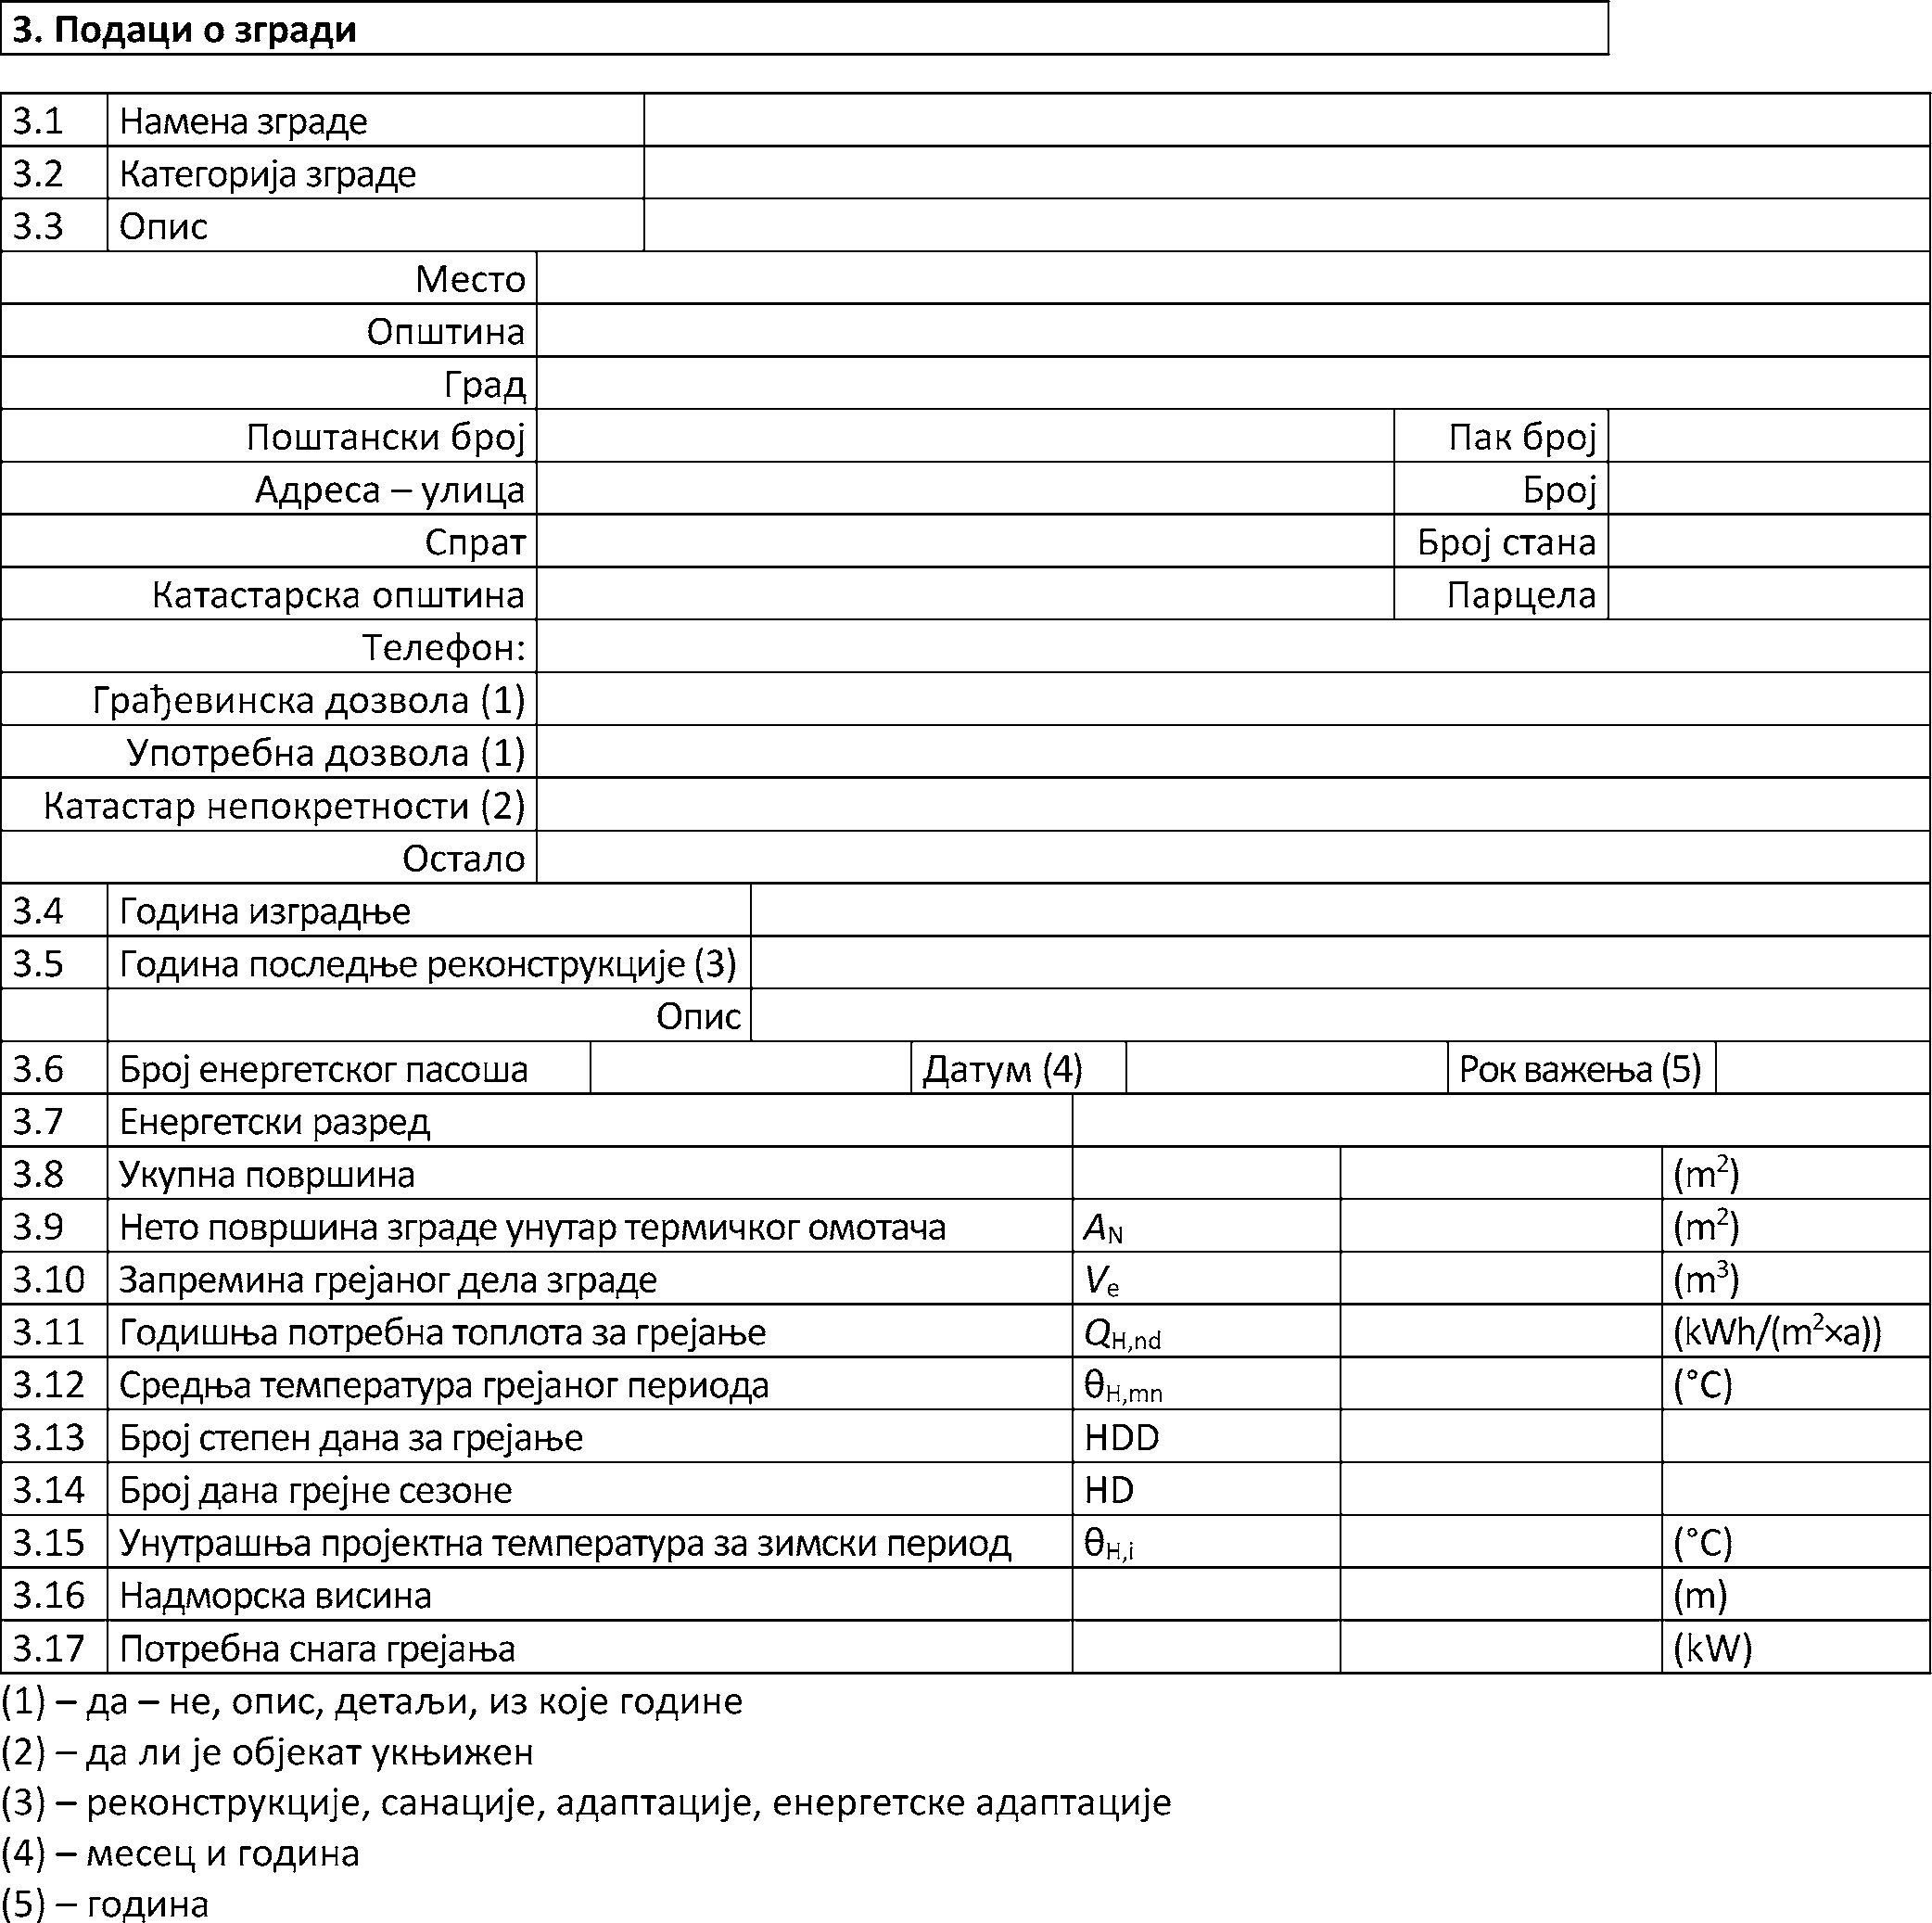 3. Подаци о згради
3.1 Намена зграде
3.2 Категорија зграде
3.3 Опис
Место
Општина
Град
Поштански број Пак број
Адреса – улица Број
Спрат Број стана
Катастарска општина Парцела
Телефон:
Грађевинска дозвола (1)
Употребна дозвола (1)
Катастар непокретности (2)
Остало
3.4 Година изградње
3.5 Година последње реконструкције (3)
Опис
3.6 Број енергетског пасоша Датум (4) Рок важења (5)
3.7 Енергетски разред
3.8 Укупна површина (m²)
3.9 Нето површина зграде унутар термичког омотача A_N (m²)
3.10 Запремина грејаног дела зграде V_e (m³)
3.11 Годишња потребна топлота за грејање Q_H,nd (kWh/(m²×a))
3.12 Средња температура грејаног периода θ_H,mn (°C)
3.13 Број степен дана за грејање HDD
3.14 Број дана грејне сезоне HD
3.15 Унутрашња пројектна температура за зимски период θ_H,i (°C)
3.16 Надморска висина (m)
3.17 Потребна снага грејања (kW)
(1) – да – не, опис, детаљи, из које године
(2) – да ли је објекат укњижен
(3) – реконструкције, санације, адаптације, енергетске адаптације
(4) – месец и година
(5) – година